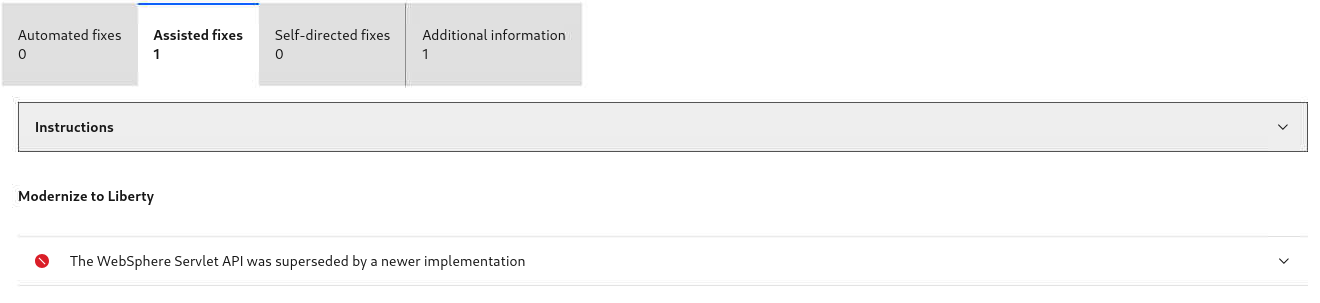 Automated fixes
0
Assisted fixes
1
Self-directed fixes
0
Additional information
1
Instructions
Modernize to Liberty
The WebSphere Servlet API was superseded by a newer implementation